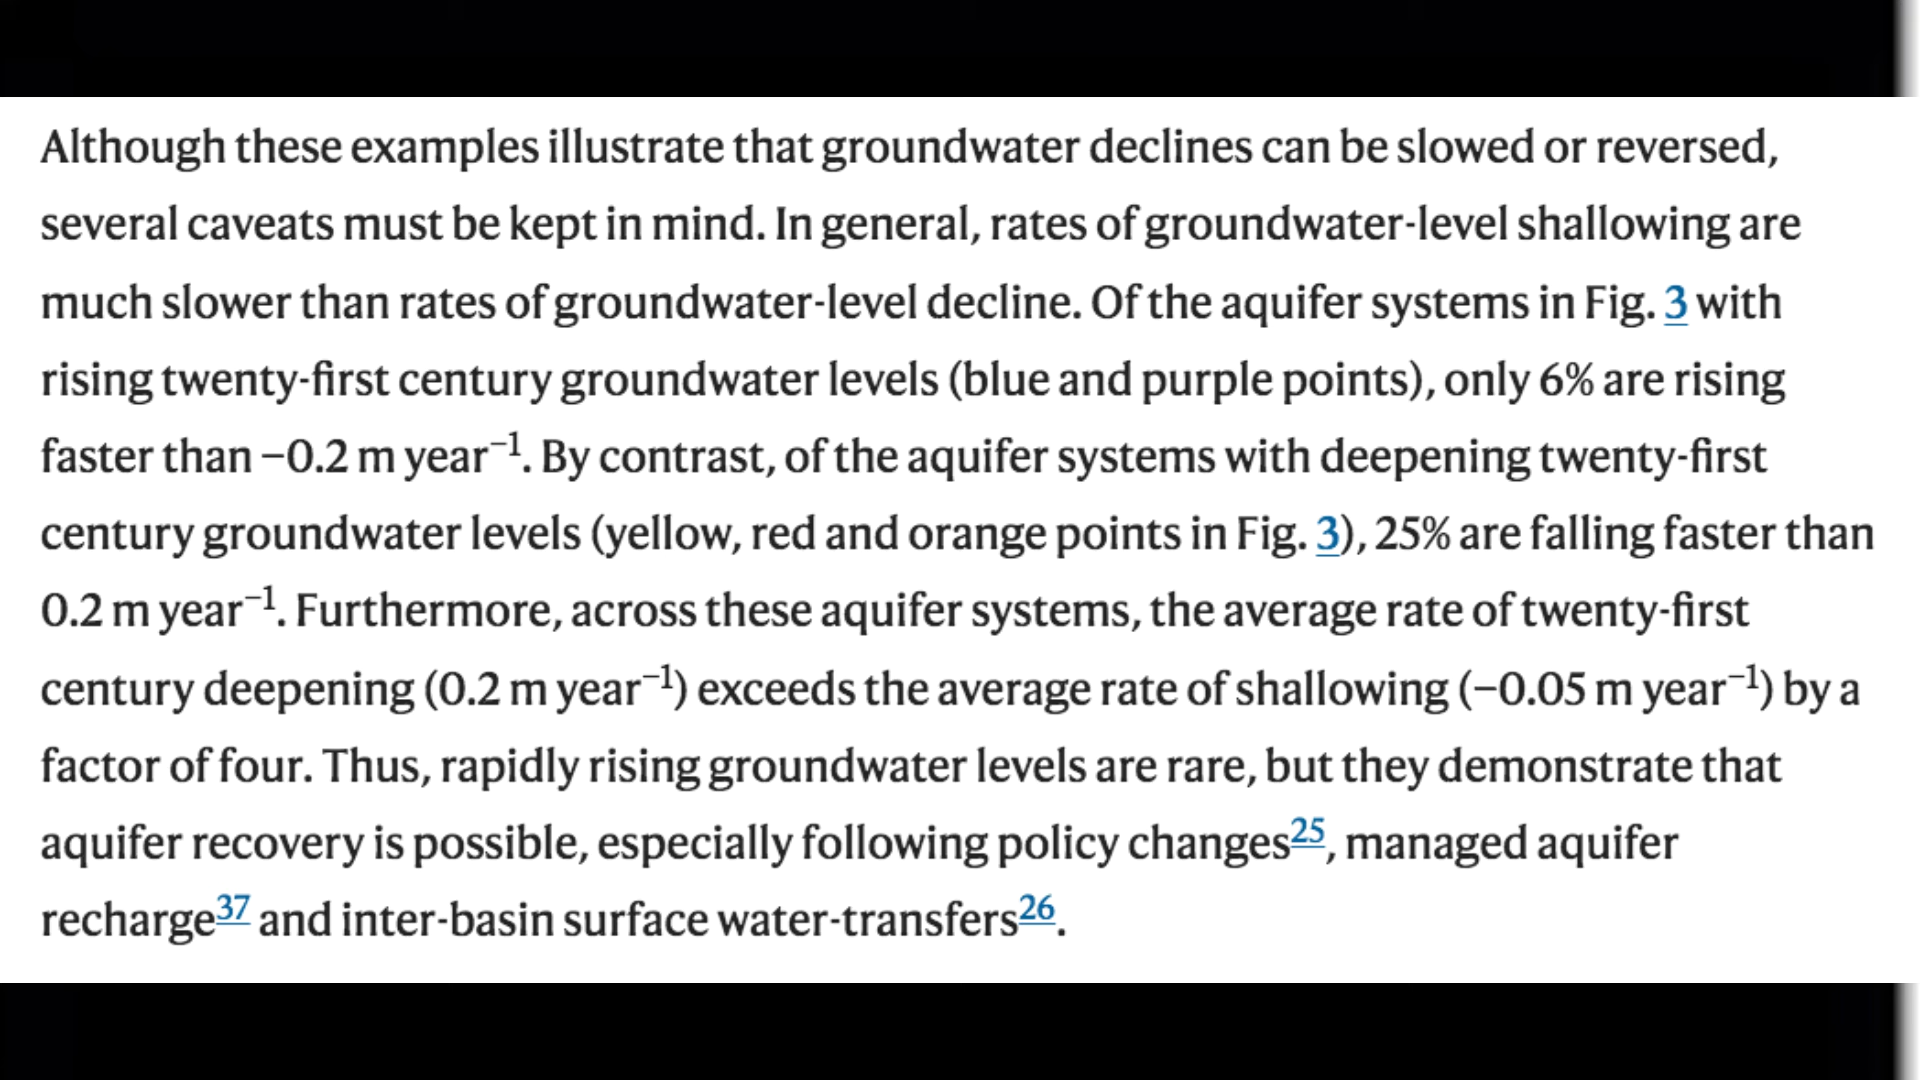 Although these examples illustrate that groundwater declines can be slowed or reversed,
several caveats must be kept in mind. In general, rates of groundwater-level shallowing are
much slower than rates of groundwater-level decline. Of the aquifer systems in Fig. 3 with
rising twenty-first century groundwater levels (blue and purple points), only 6% are rising
faster than −0.2 m year⁻¹. By contrast, of the aquifer systems with deepening twenty-first
century groundwater levels (yellow, red and orange points in Fig. 3), 25% are falling faster than
0.2 m year⁻¹. Furthermore, across these aquifer systems, the average rate of twenty-first
century deepening (0.2 m year⁻¹) exceeds the average rate of shallowing (−0.05 m year⁻¹) by a
factor of four. Thus, rapidly rising groundwater levels are rare, but they demonstrate that
aquifer recovery is possible, especially following policy changes²⁵, managed aquifer
recharge³⁷ and inter-basin surface water-transfers²⁶.